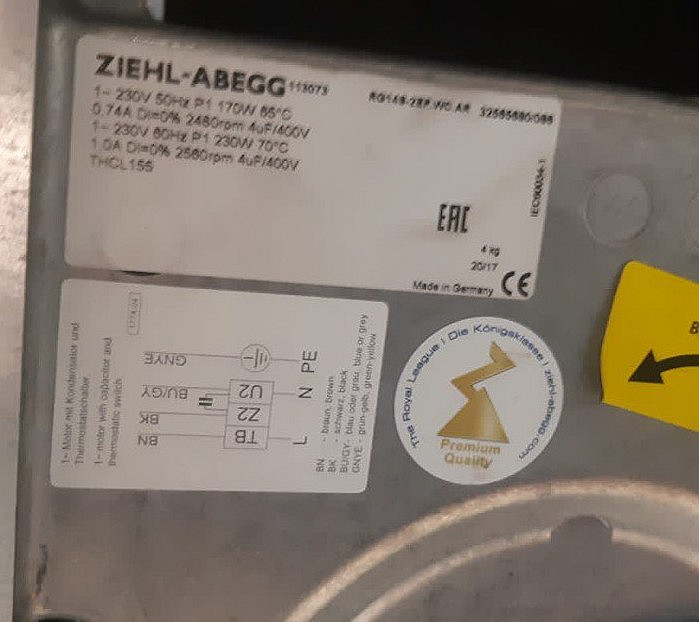 ZIEHL-ABEGG 113073
1~ 230V 50Hz P1 170W 65°C
0.74A DI=0% 2480rpm 4uF/400V
1~ 230V 60Hz P1 230W 70°C
1.0A DI=0% 2560rpm 4uF/400V
THCL155
EAC
IEC60034-1
4 kg
20/17
Made in Germany CE
1~ Motor mit Kondensator und
Thermostatschalter
1~ motor with capacitor and
thermostatic switch
GNYE
BU/GY
BK
BN
U2
Z2
TB
L N PE
BN - braun, brown
BK - schwarz, black
BU/GY - blau oder grau, blue or grey
GNYE - grün-gelb, green-yellow
The Royal League | Die Königsklasse | ziehl-abegg.com
Premium
Quality